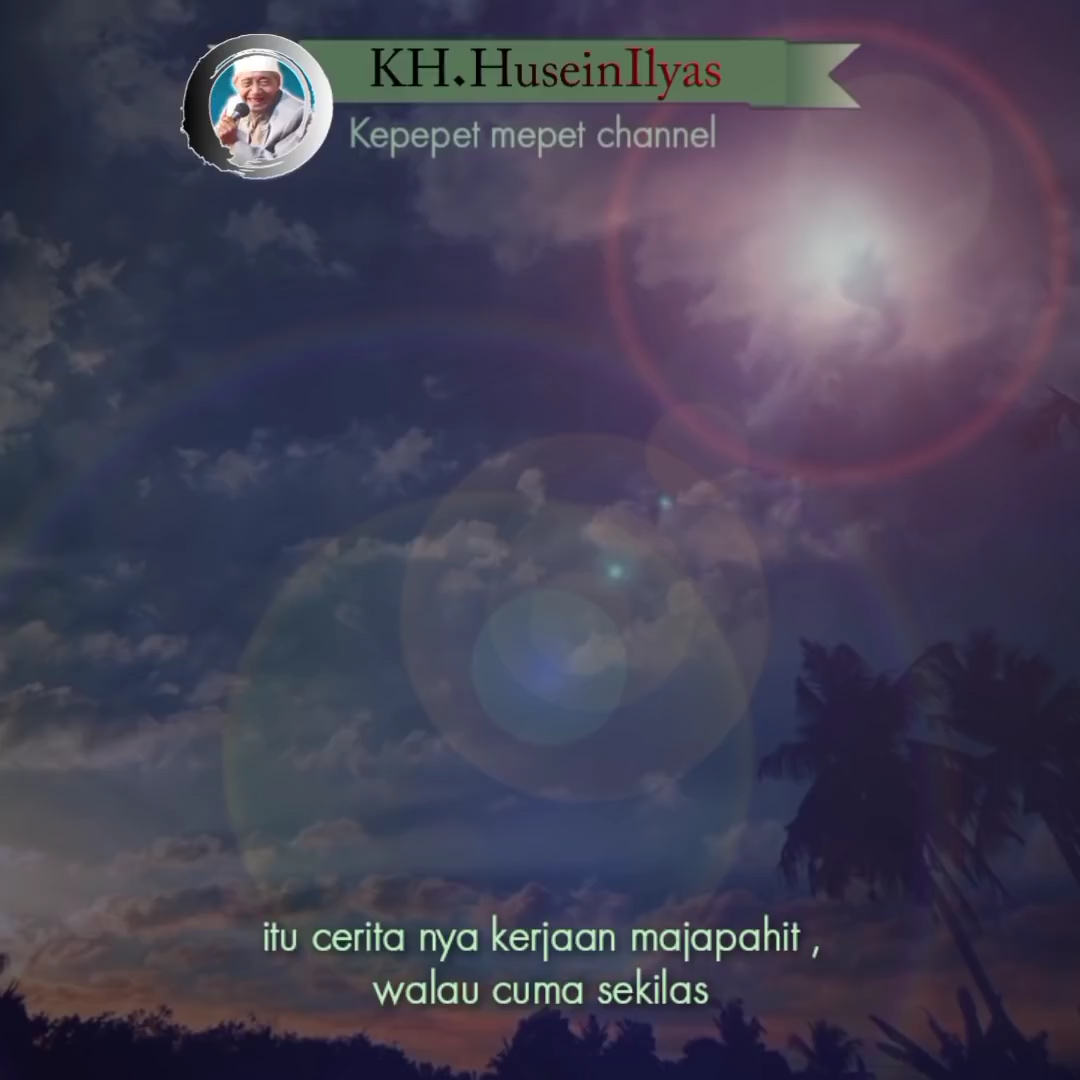 KH.HuseinIlyas
Kepepet mepet channel
itu cerita nya kerjaan majapahit ,
walau cuma sekilas